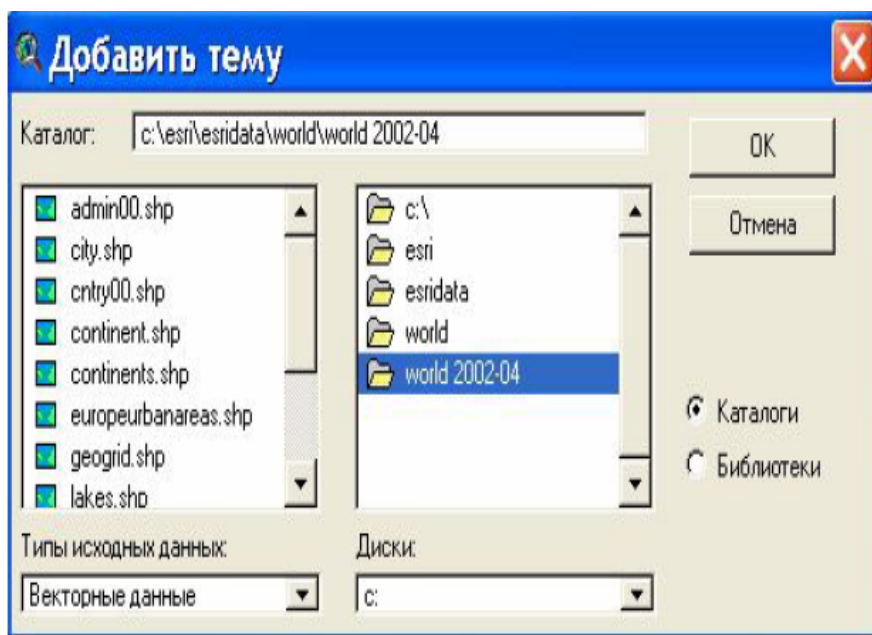 Добавить тему
Каталог:
c:\esri\esridata\world\world 2002-04
OK
Отмена
admin00.shp
city.shp
cntry00.shp
continent.shp
continents.shp
europeurbanareas.shp
geogrid.shp
lakes.shp
c:\
esri
esridata
world
world 2002-04
Каталоги
Библиотеки
Типы исходных данных:
Векторные данные
Диски:
c: